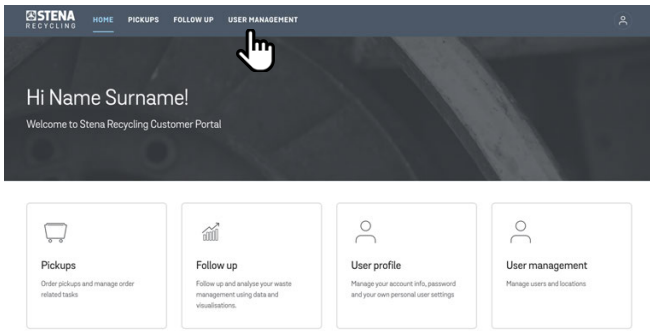 STENA
RECYCLING
HOME PICKUPS FOLLOW UP USER MANAGEMENT
Hi Name Surname!
Welcome to Stena Recycling Customer Portal
Pickups
Order pickups and manage order
related tasks
Follow up
Follow up and analyse your waste
management using data and
visualisations.
User profile
Manage your account info, password
and your own personal user settings
User management
Manage users and locations